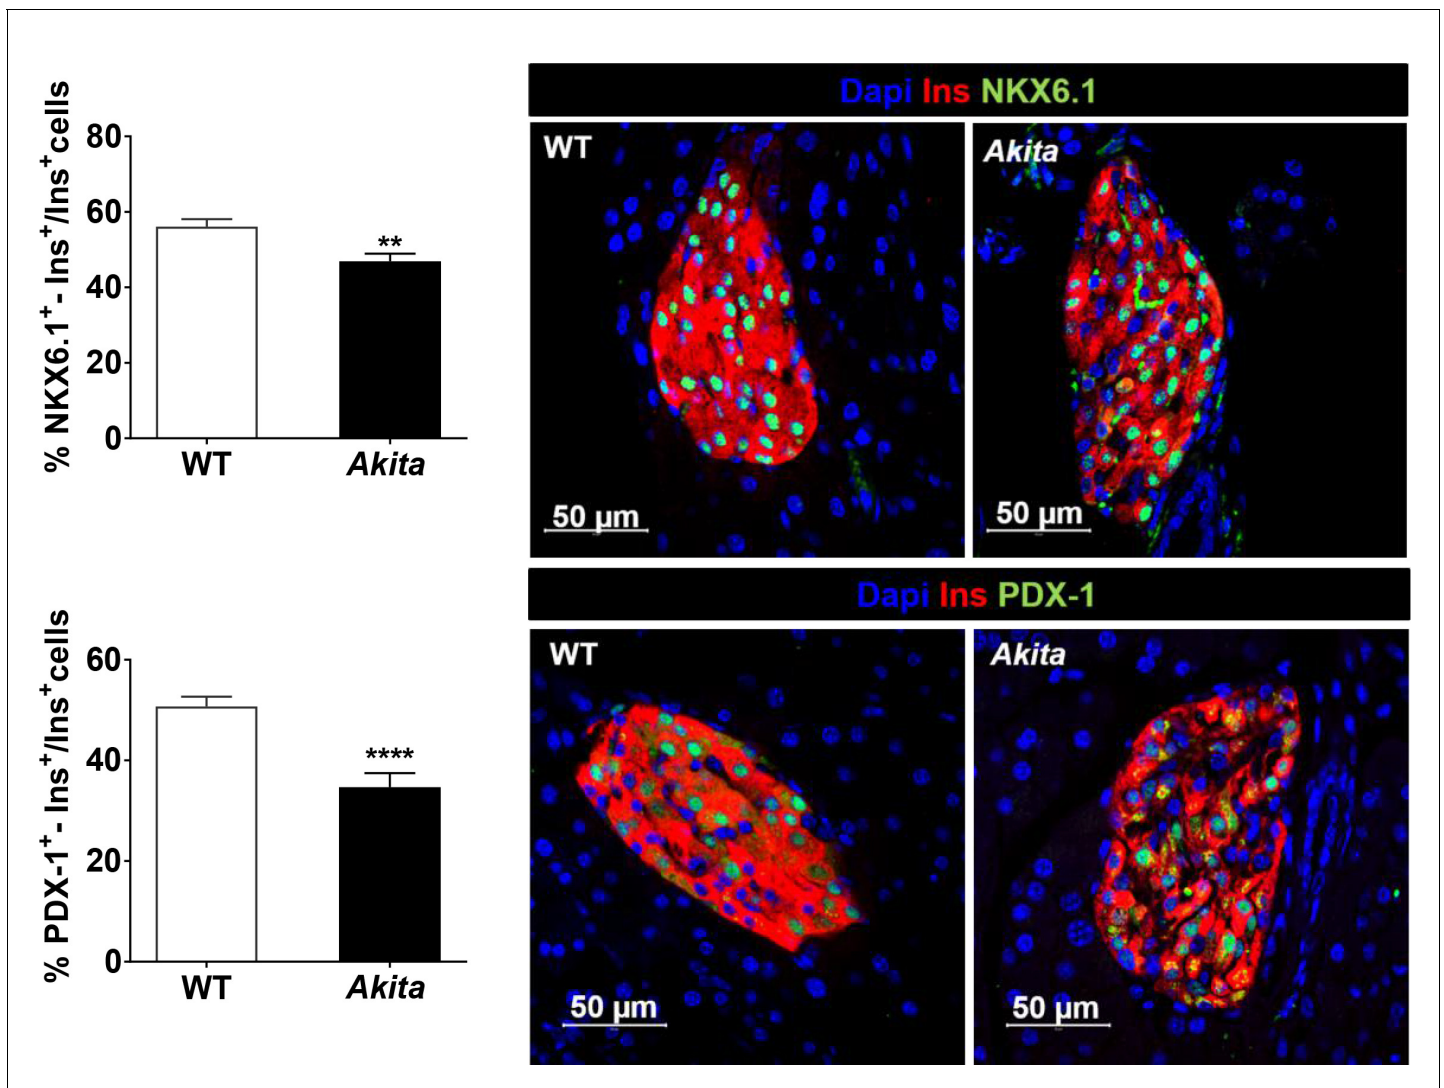 % NKX6.1⁺- Ins⁺/Ins⁺cells
80
60
40
20
0
**
WT
Akita
Dapi Ins NKX6.1
WT
Akita
50 µm
50 µm
% PDX-1⁺- Ins⁺/Ins⁺cells
60
40
20
0
****
WT
Akita
Dapi Ins PDX-1
WT
Akita
50 µm
50 µm